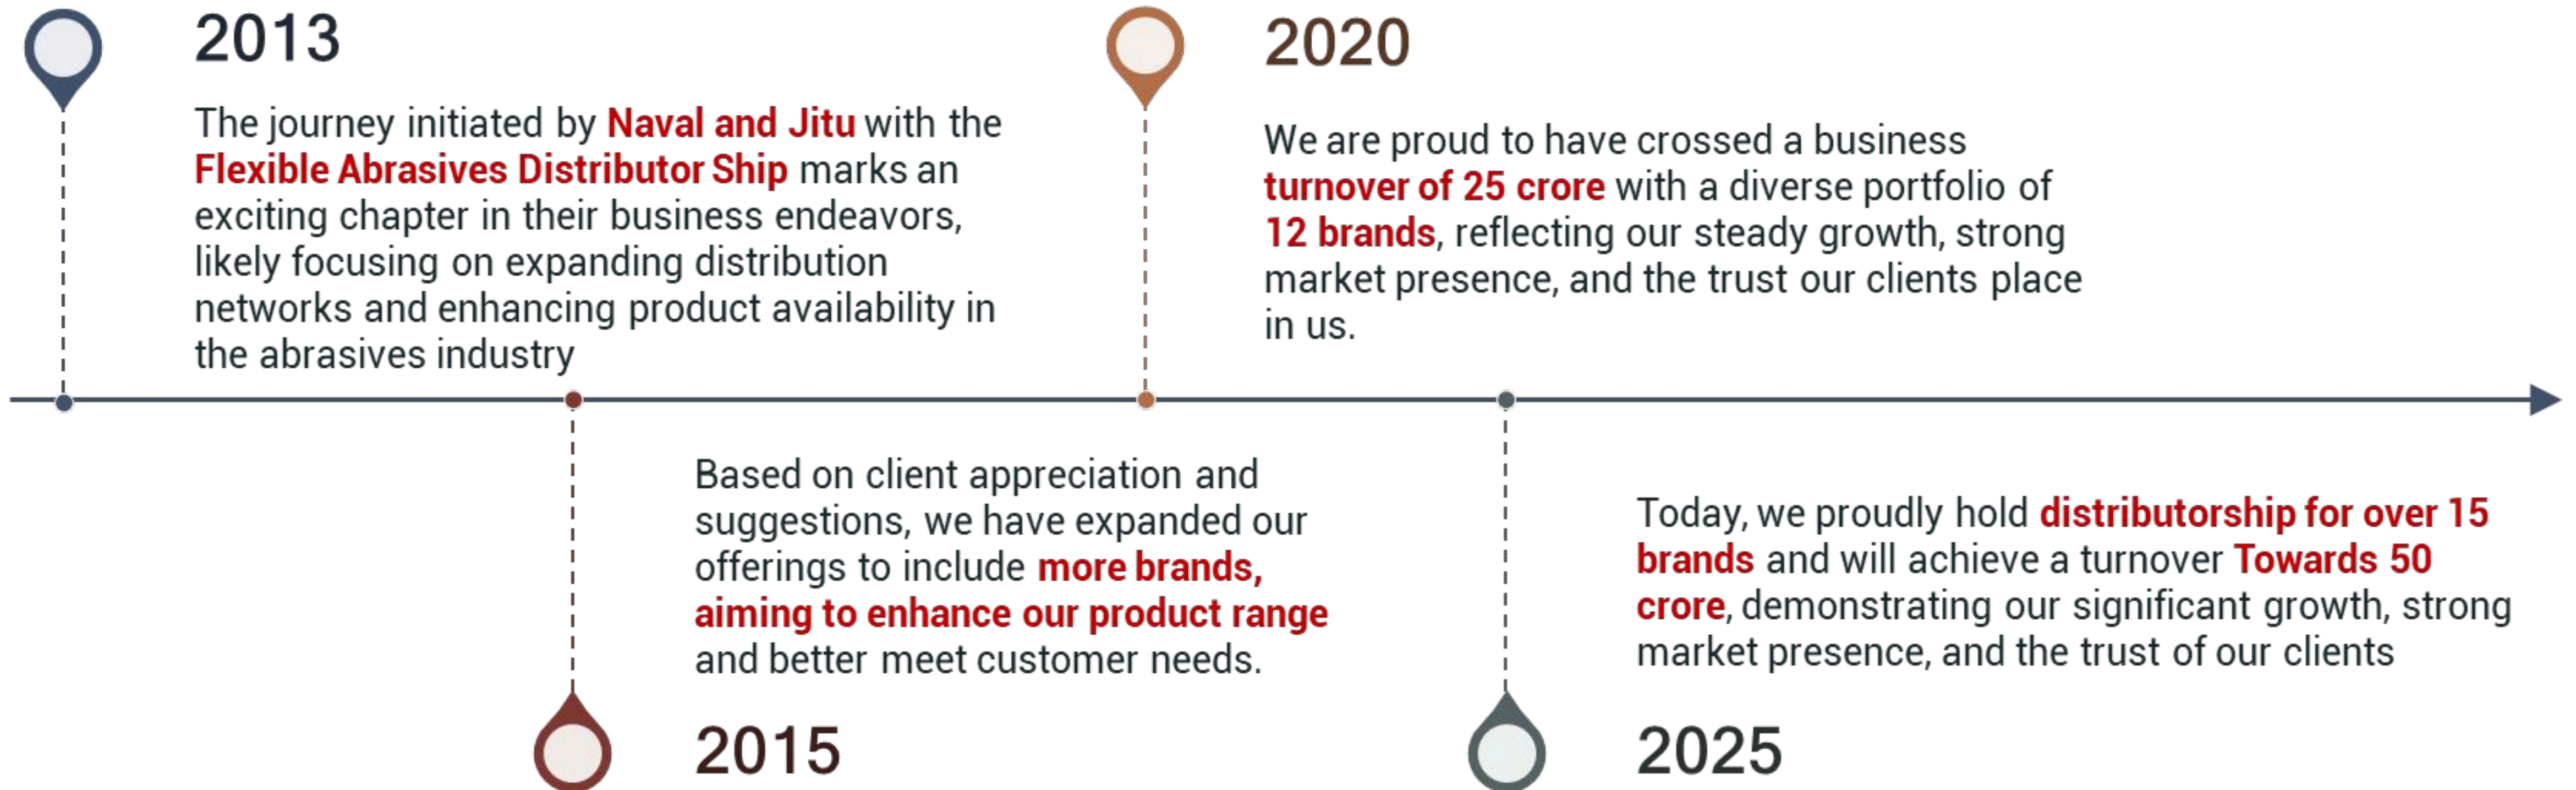 2013
The journey initiated by Naval and Jitu with the
Flexible Abrasives Distributor Ship marks an
exciting chapter in their business endeavors,
likely focusing on expanding distribution
networks and enhancing product availability in
the abrasives industry
Based on client appreciation and
suggestions, we have expanded our
offerings to include more brands,
aiming to enhance our product range
and better meet customer needs.
2015
2020
We are proud to have crossed a business
turnover of 25 crore with a diverse portfolio of
12 brands, reflecting our steady growth, strong
market presence, and the trust our clients place
in us.
Today, we proudly hold distributorship for over 15
brands and will achieve a turnover Towards 50
crore, demonstrating our significant growth, strong
market presence, and the trust of our clients
2025